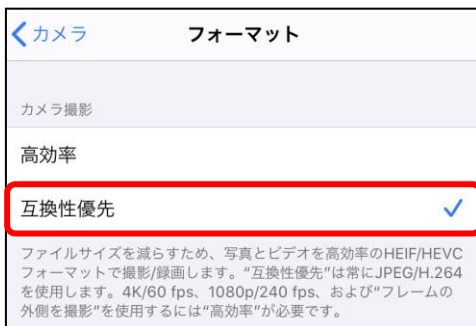 カメラ
フォーマット
カメラ撮影
高効率
互換性優先
ファイルサイズを減らすため、写真とビデオを高効率のHEIF/HEVC
フォーマットで撮影/録画します。“互換性優先”は常にJPEG/H.264
を使用します。4K/60 fps、1080p/240 fps、および“フレームの
外側を撮影”を使用するには“高効率”が必要です。